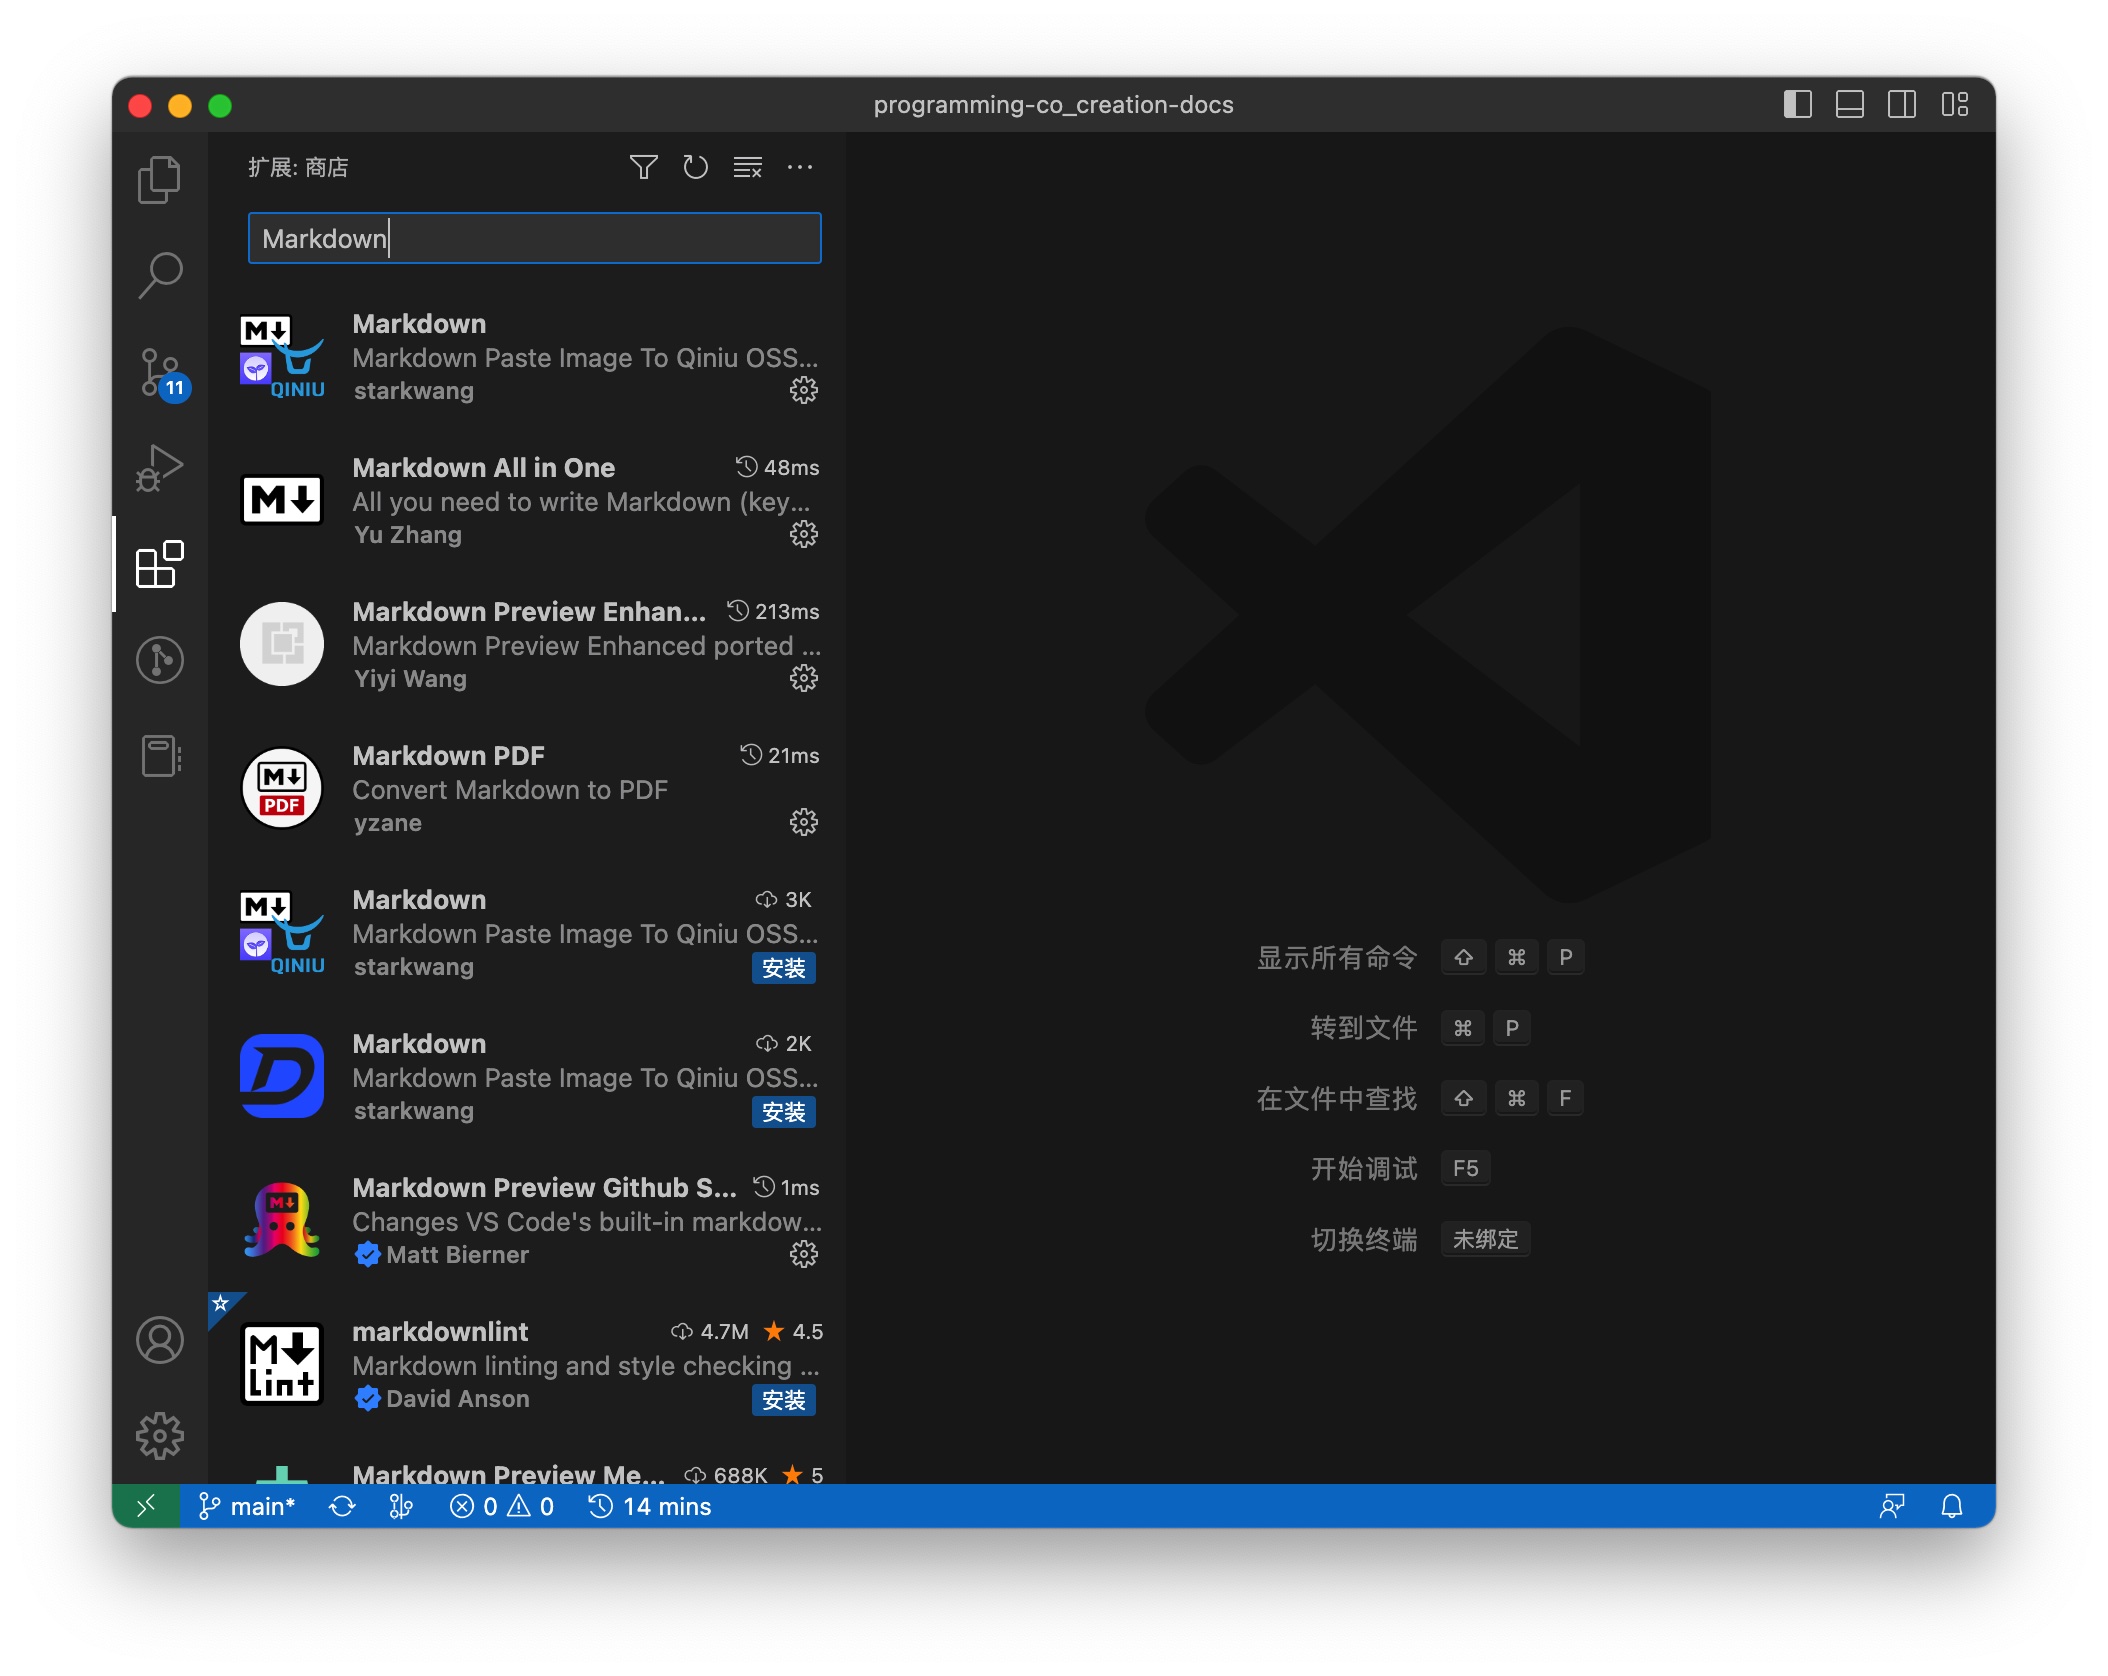 programming-co_creation-docs
扩展: 商店
Markdown
11
Markdown
Markdown Paste Image To Qiniu OSS...
starkwang
QINIU
Markdown All in One 48ms
All you need to write Markdown (key...
Yu Zhang
Markdown Preview Enhan... 213ms
Markdown Preview Enhanced ported ...
Yiyi Wang
Markdown PDF 21ms
Convert Markdown to PDF
yzane
PDF
Markdown 3K
Markdown Paste Image To Qiniu OSS...
starkwang 安装
QINIU
Markdown 2K
Markdown Paste Image To Qiniu OSS...
starkwang 安装
Markdown Preview Github S... 1ms
Changes VS Code's built-in markdow...
Matt Bierner
markdownlint 4.7M 4.5
Markdown linting and style checking ...
David Anson 安装
M
Lint
Markdown Preview Me... 688K 5
显示所有命令 ⇧ ⌘ P
转到文件 ⌘ P
在文件中查找 ⇧ ⌘ F
开始调试 F5
切换终端 未绑定
main* 0 0 14 mins